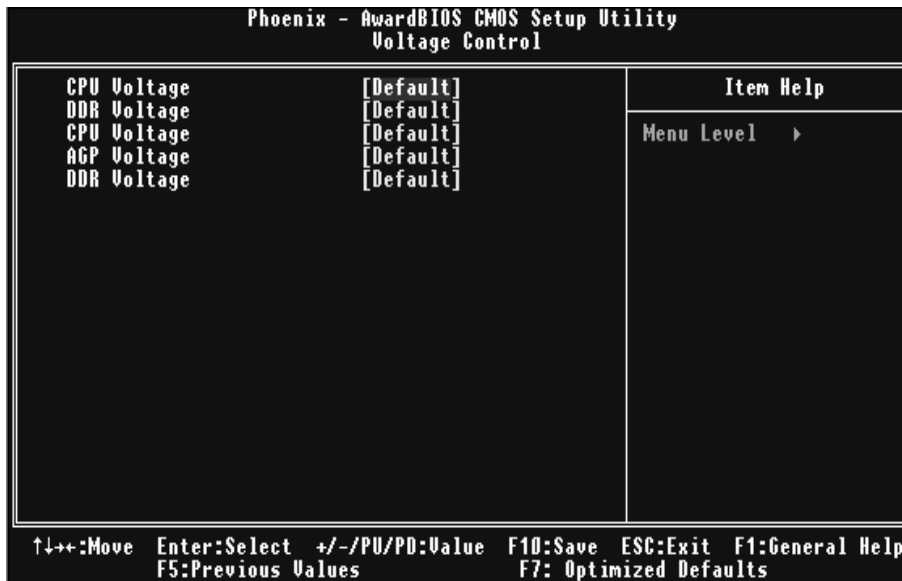 Phoenix - AwardBIOS CMOS Setup Utility
Voltage Control
CPU Voltage [Default]
DDR Voltage [Default]
CPU Voltage [Default]
AGP Voltage [Default]
DDR Voltage [Default]
Item Help
Menu Level ▸
↑↓→←:Move Enter:Select +/-/PU/PD:Value F10:Save ESC:Exit F1:General Help
F5:Previous Values F7: Optimized Defaults